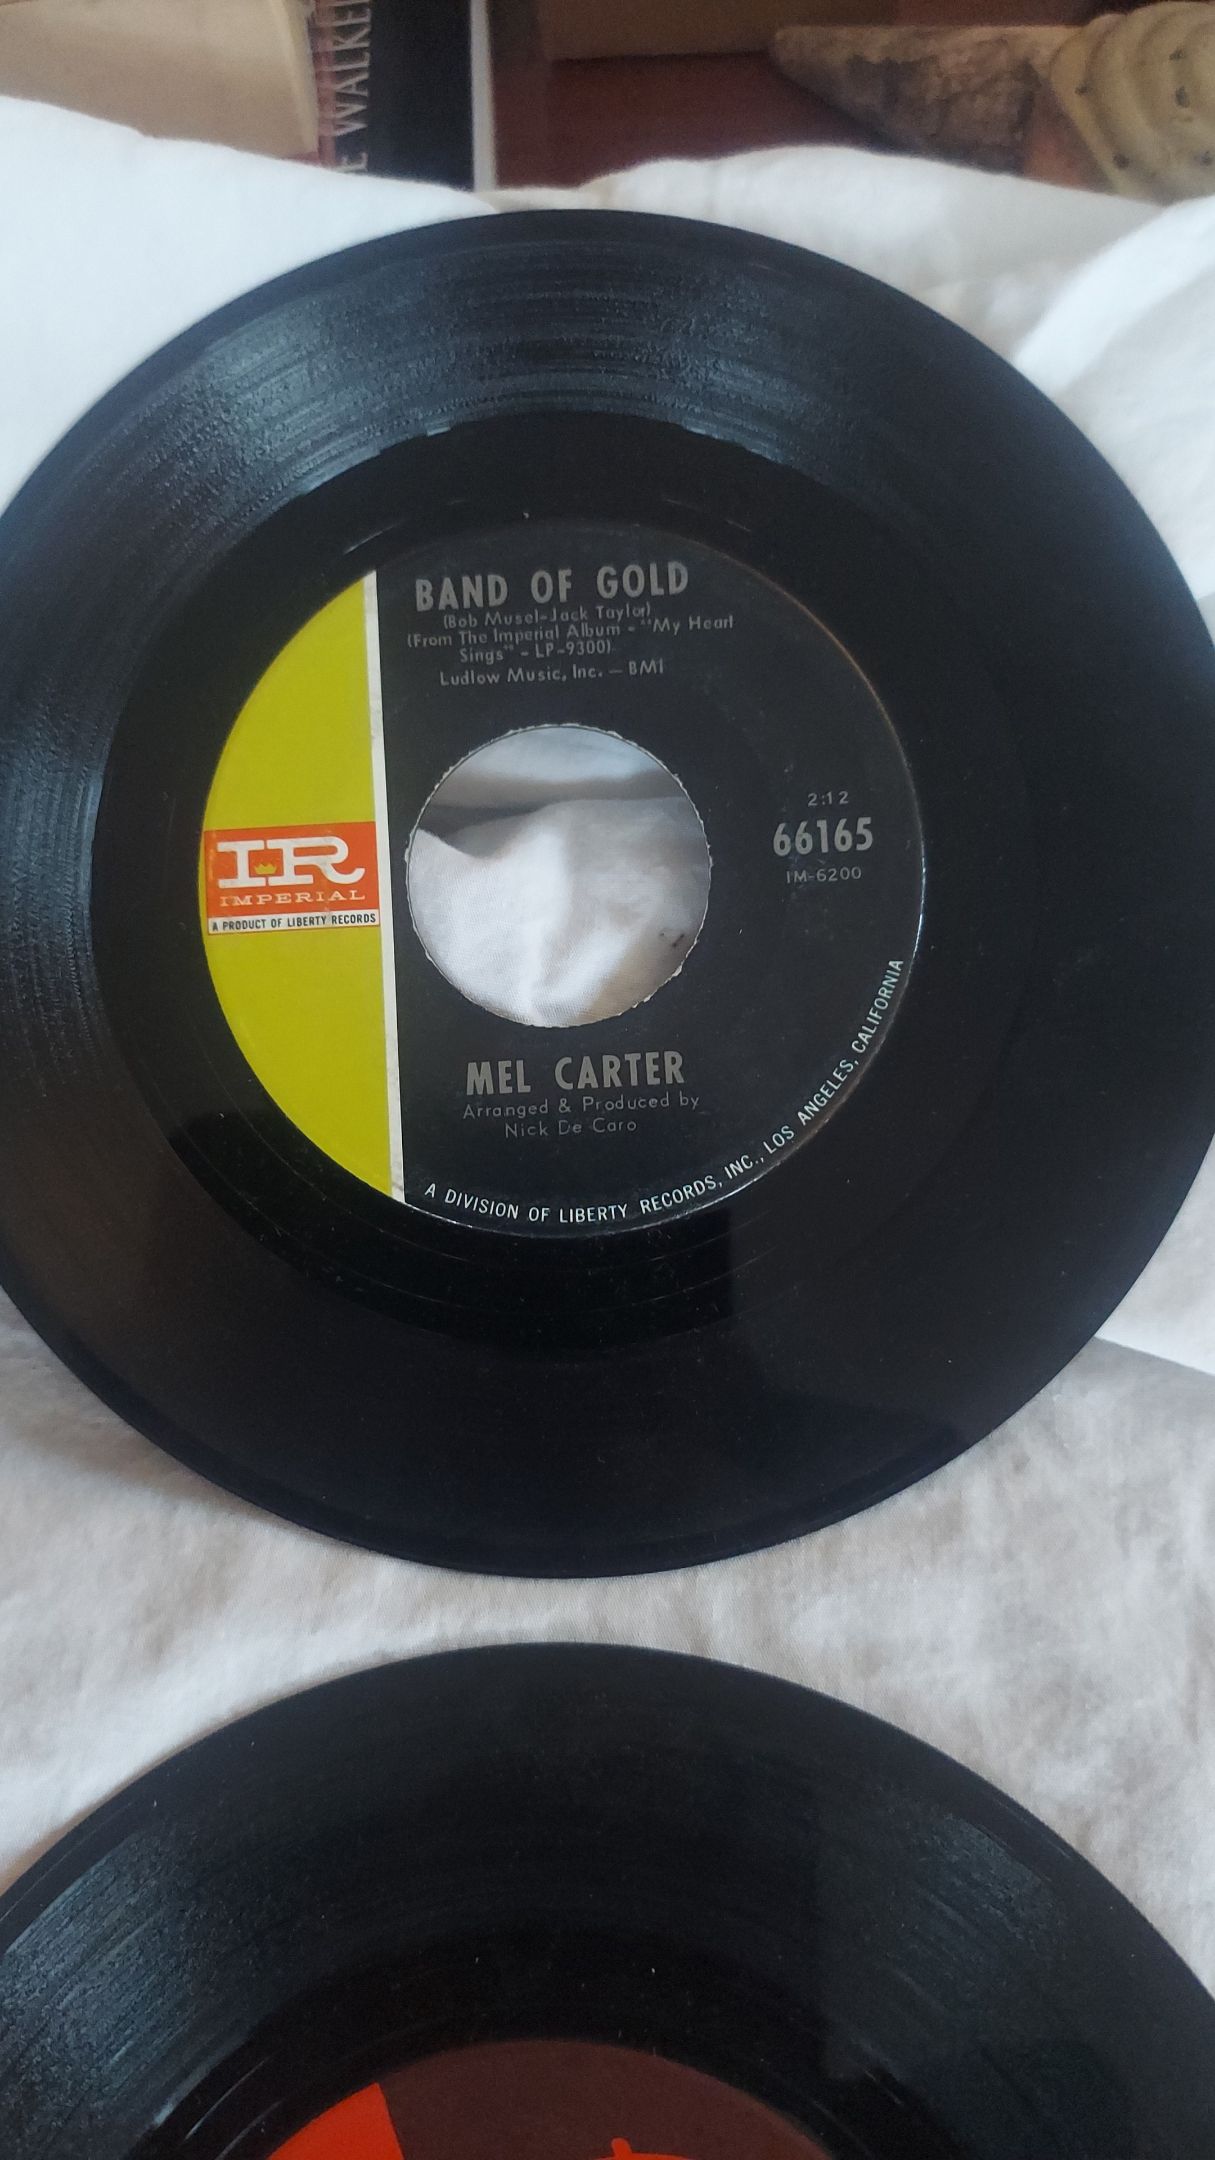 E WALKE
BAND OF GOLD
(Bob Musel-Jack Taylor)
(From The Imperial Album - "My Heart
Sings" - LP-9300)
Ludlow Music, Inc. — BMI
2:12
66165
IM-6200
IR
IMPERIAL
A PRODUCT OF LIBERTY RECORDS
MEL CARTER
Arranged & Produced by
Nick De Caro
A DIVISION OF LIBERTY RECORDS, INC., LOS ANGELES, CALIFORNIA